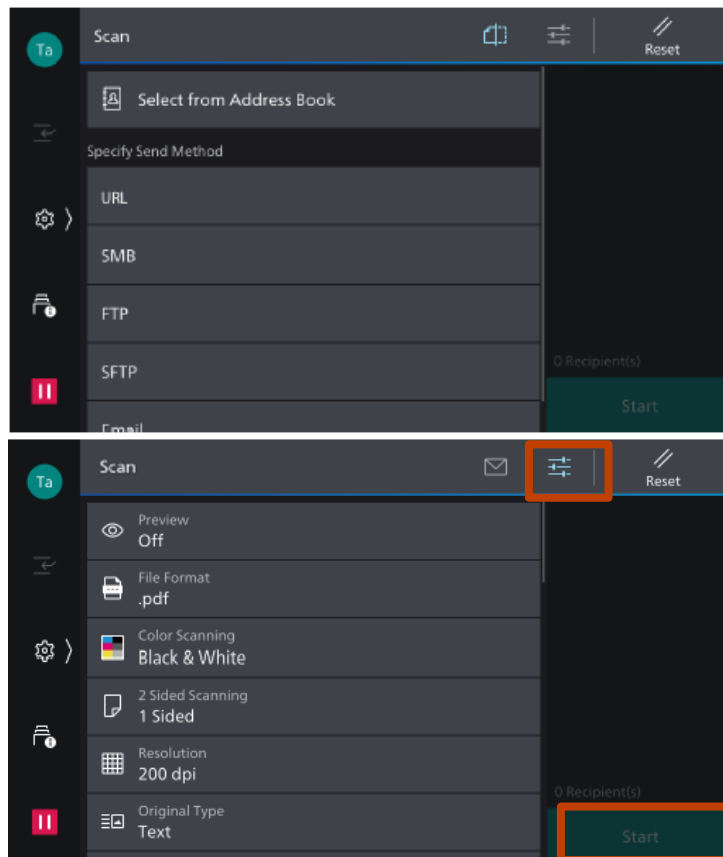 Ta
Scan
Reset
Select from Address Book
Specify Send Method
URL
SMB
FTP
SFTP
0 Recipient(s)
Start
Email
Ta
Scan
Reset
Preview
Off
File Format
.pdf
Color Scanning
Black & White
2 Sided Scanning
1 Sided
Resolution
200 dpi
0 Recipient(s)
Original Type
Text
Start